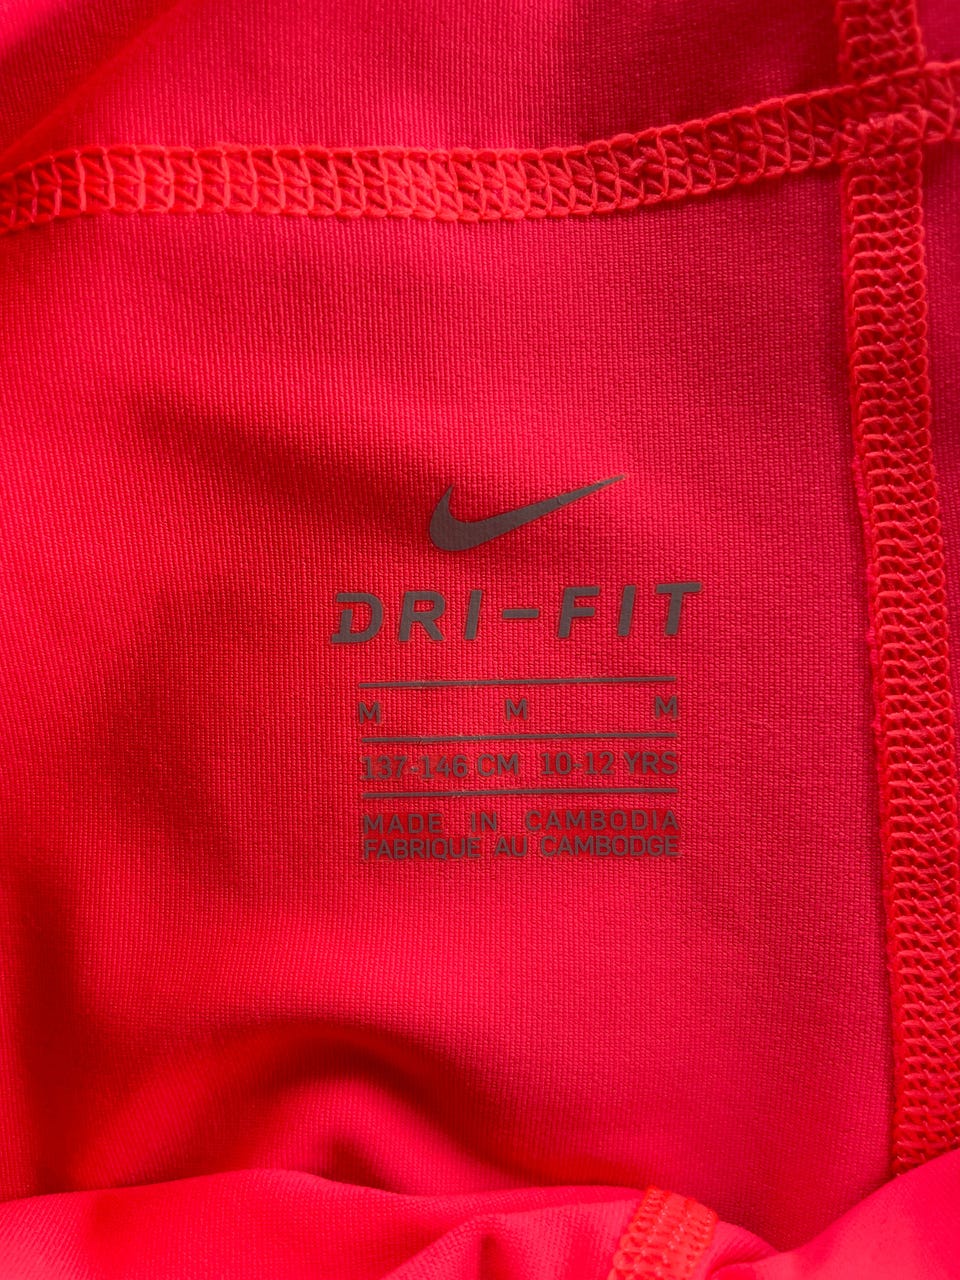 DRI-FIT
M M M
137-146 CM 10-12 YRS
MADE IN CAMBODIA
FABRIQUE AU CAMBODGE